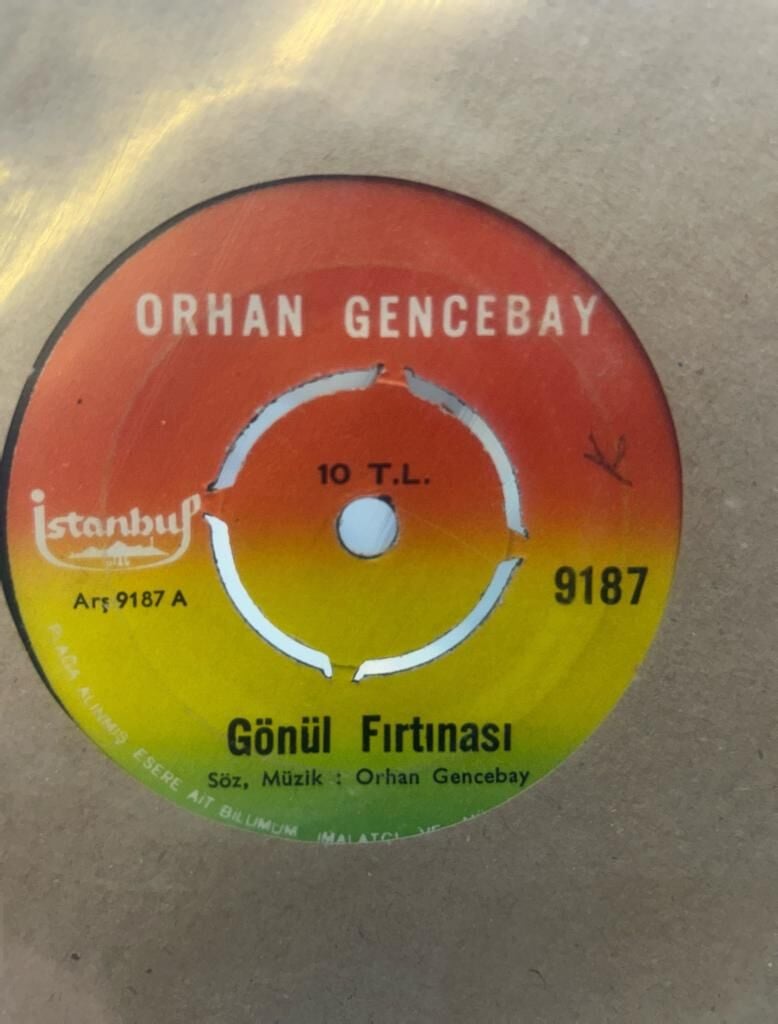 ORHAN GENCEBAY
10 T.L.
K
istanbul
Arş 9187 A
9187
Gönül Fırtınası
Söz, Müzik : Orhan Gencebay
PLAĞA ALINMIŞ ESERE AİT BİLUMUM İMALATÇI VE